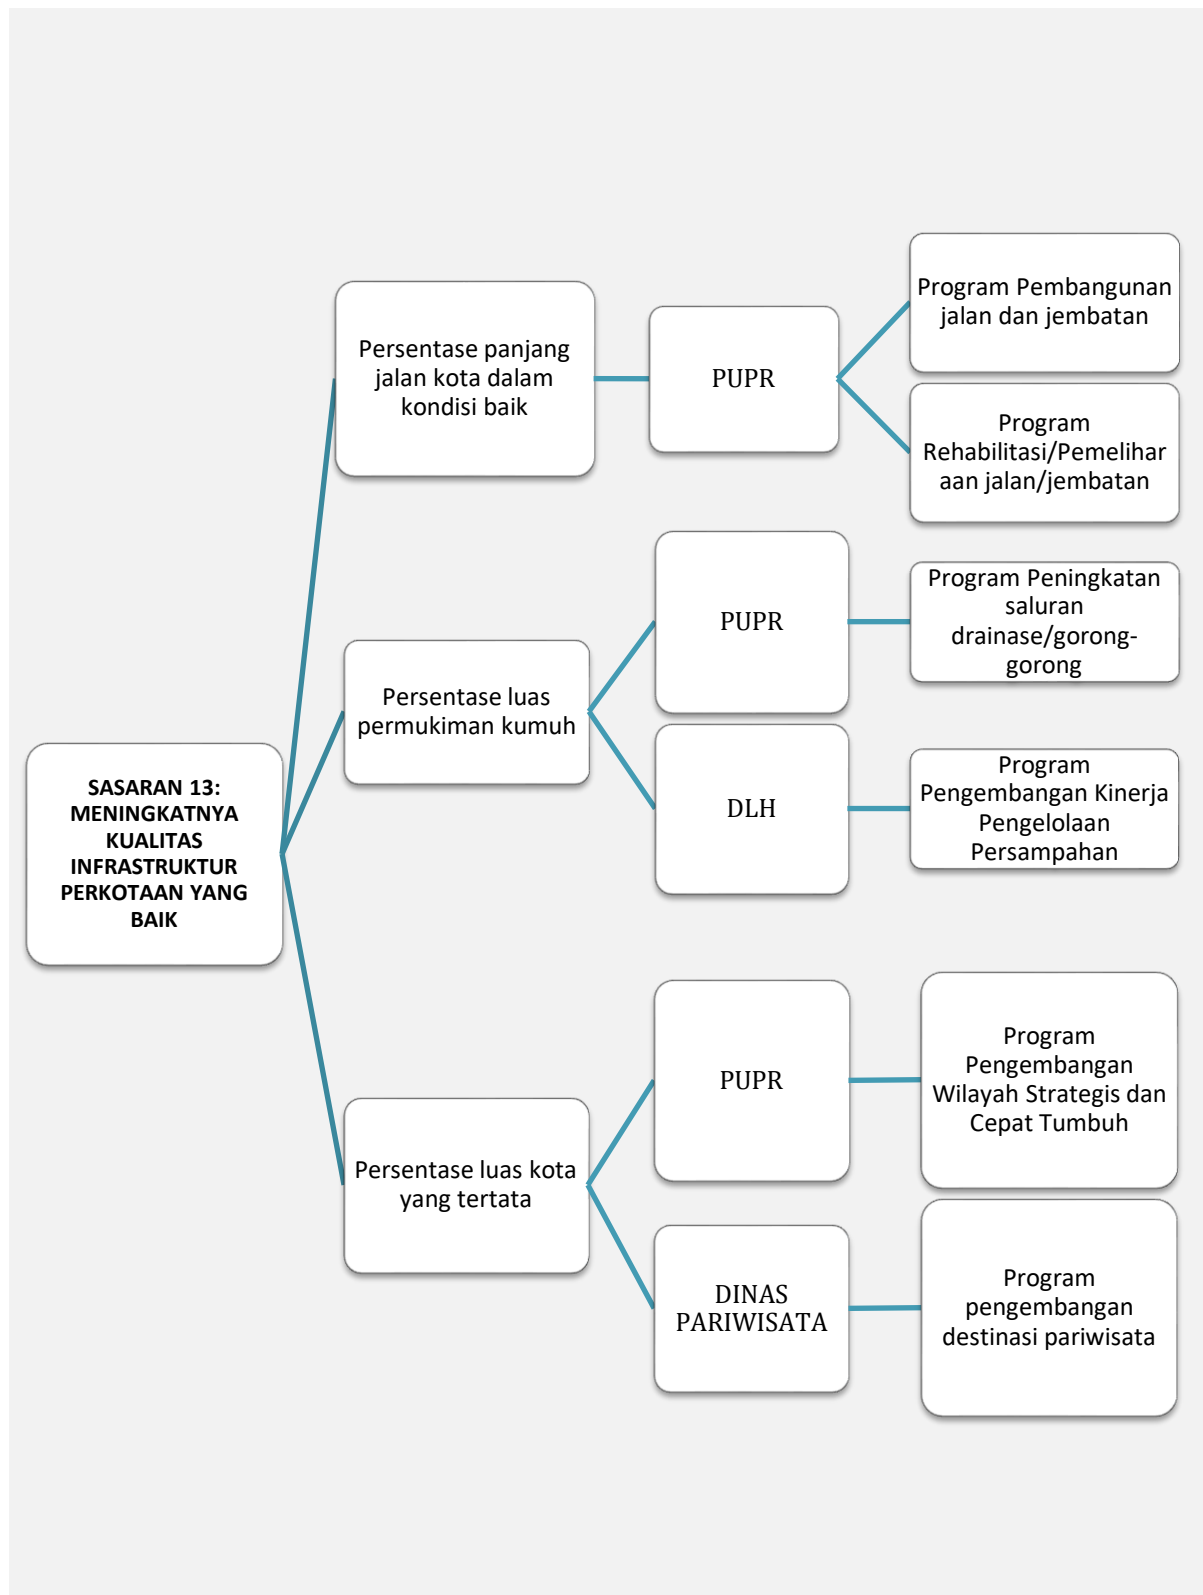 SASARAN 13:
MENINGKATNYA
KUALITAS
INFRASTRUKTUR
PERKOTAAN YANG
BAIK
Persentase panjang
jalan kota dalam
kondisi baik
PUPR
Program Pembangunan
jalan dan jembatan
Program
Rehabilitasi/Pemelihar
aan jalan/jembatan
Persentase luas
permukiman kumuh
PUPR
Program Peningkatan
saluran
drainase/gorong-
gorong
DLH
Program
Pengembangan Kinerja
Pengelolaan
Persampahan
Persentase luas kota
yang tertata
PUPR
Program
Pengembangan
Wilayah Strategis dan
Cepat Tumbuh
DINAS
PARIWISATA
Program
pengembangan
destinasi pariwisata